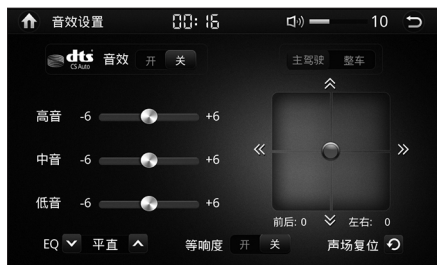 音效设置 00:16 10
dts 音效 开 关 主驾驶 整车
CS Auto
高音 -6 +6
中音 -6 +6
低音 -6 +6
前后: 0 左右: 0
EQ 平直 等响度 开 关 声场复位